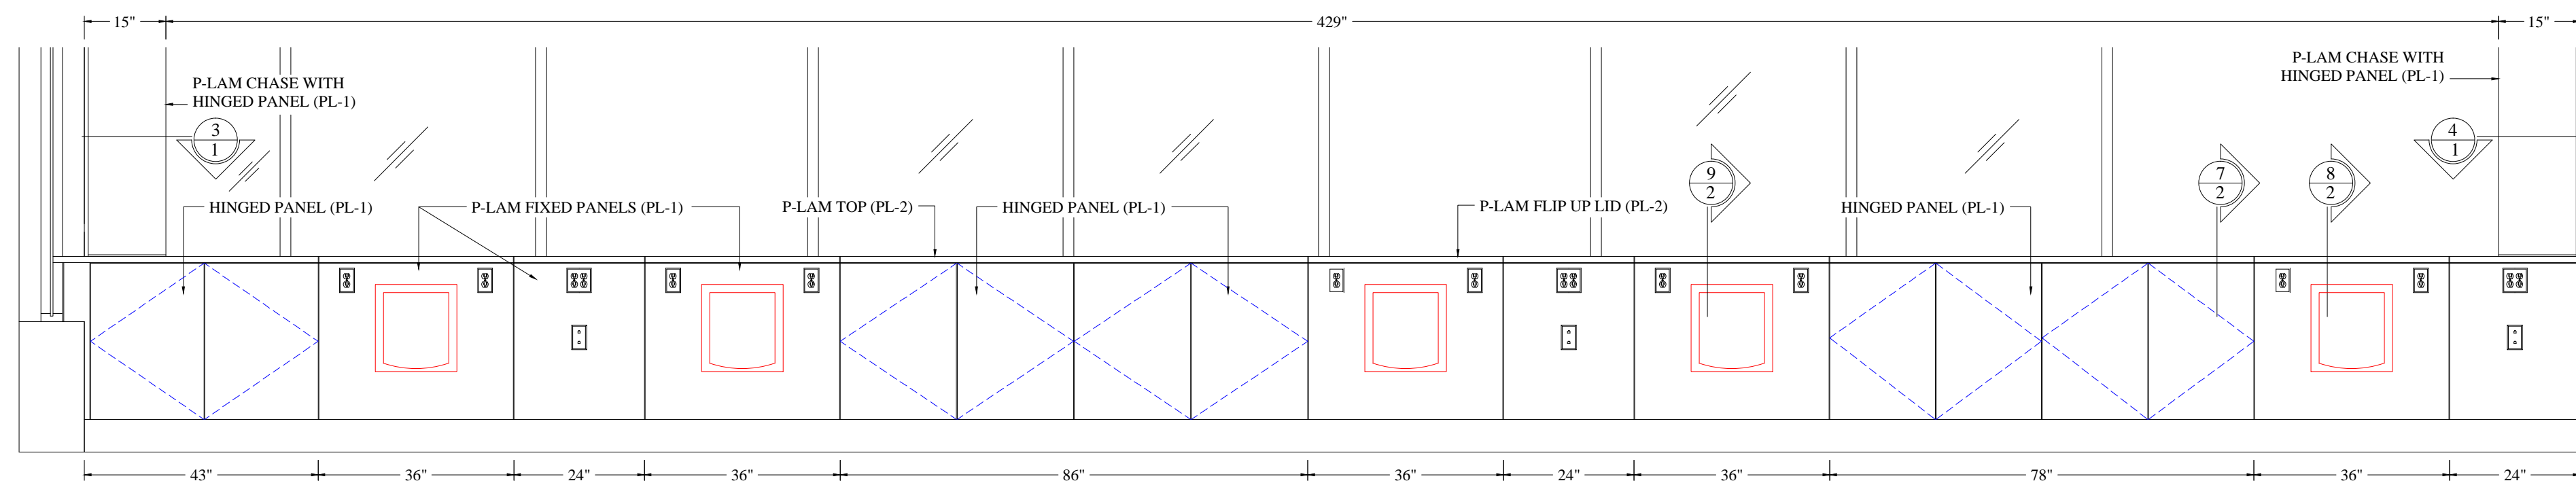 15" 429" 15"
P-LAM CHASE WITH
HINGED PANEL (PL-1)
P-LAM CHASE WITH
HINGED PANEL (PL-1)
3
1
4
1
9
2
7
2
8
2
HINGED PANEL (PL-1) P-LAM FIXED PANELS (PL-1) P-LAM TOP (PL-2) HINGED PANEL (PL-1) P-LAM FLIP UP LID (PL-2) HINGED PANEL (PL-1)
43" 36" 24" 36" 86" 36" 24" 36" 78" 36" 24"